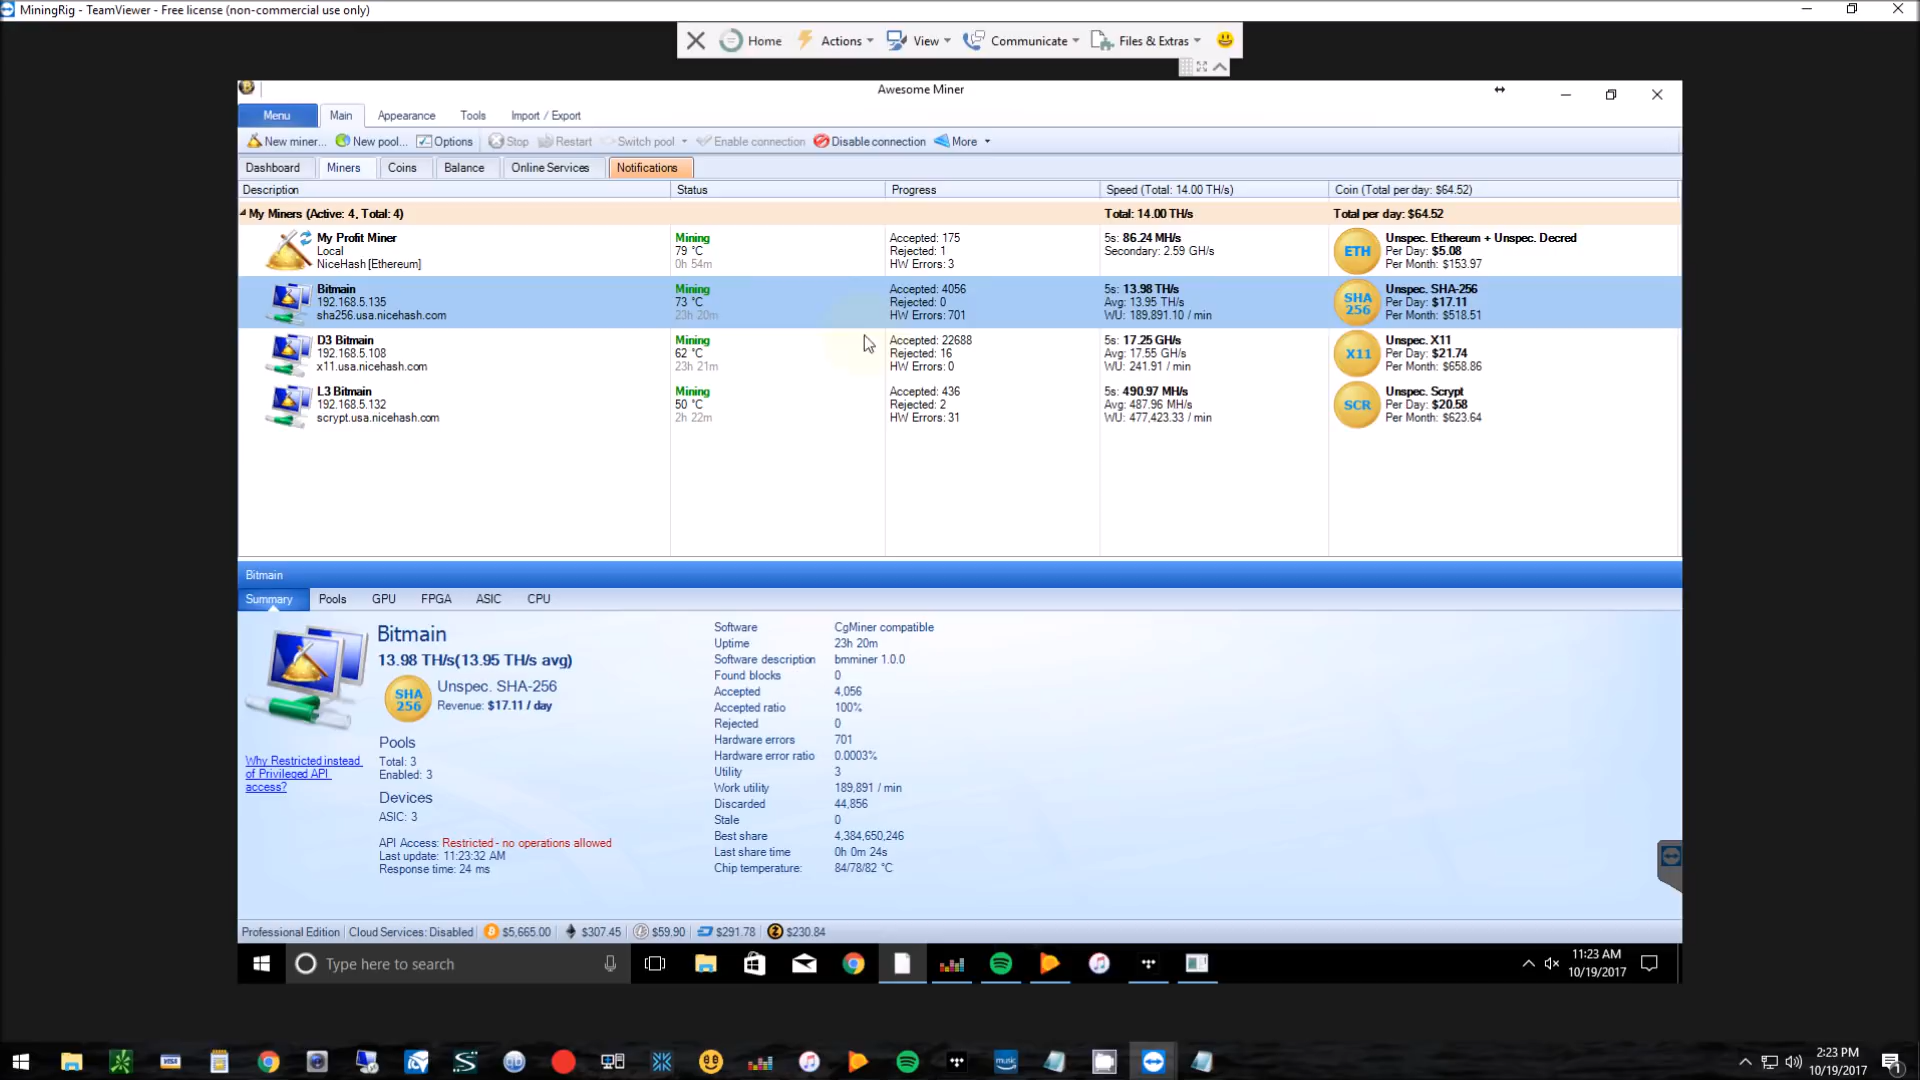 MiningRig - TeamViewer - Free license (non-commercial use only)
Home Actions View Communicate Files & Extras
Awesome Miner
Menu Main Appearance Tools Import / Export
New miner... New pool... Options Stop Restart Switch pool Enable connection Disable connection More
Dashboard Miners Coins Balance Online Services Notifications
Description Status Progress Speed (Total: 14.00 TH/s) Coin (Total per day: $64.52)
My Miners (Active: 4, Total: 4) Total: 14.00 TH/s Total per day: $64.52
My Profit Miner Mining Accepted: 175 5s: 86.24 MH/s Unspec. Ethereum + Unspec. Decred
Local 79 °C Rejected: 1 Secondary: 2.59 GH/s ETH Per Day: $5.08
NiceHash [Ethereum] 0h 54m HW Errors: 3 Per Month: $153.97
Bitmain Mining Accepted: 4056 5s: 13.98 TH/s Unspec. SHA-256
192.168.5.135 73 °C Rejected: 0 Avg: 13.95 TH/s SHA 256 Per Day: $17.11
sha256.usa.nicehash.com 23h 20m HW Errors: 701 WU: 189,891.10 / min Per Month: $518.51
D3 Bitmain Mining Accepted: 22688 5s: 17.25 GH/s Unspec. X11
192.168.5.108 62 °C Rejected: 16 Avg: 17.55 GH/s X11 Per Day: $21.74
x11.usa.nicehash.com 23h 21m HW Errors: 0 WU: 241.91 / min Per Month: $658.86
L3 Bitmain Mining Accepted: 436 5s: 490.97 MH/s Unspec. Scrypt
192.168.5.132 50 °C Rejected: 2 Avg: 487.96 MH/s SCR Per Day: $20.58
scrypt.usa.nicehash.com 2h 22m HW Errors: 31 WU: 477,423.33 / min Per Month: $623.64
Bitmain
Summary Pools GPU FPGA ASIC CPU
Bitmain
13.98 TH/s(13.95 TH/s avg)
SHA 256
Unspec. SHA-256
Revenue: $17.11 / day
Pools
Total: 3
Enabled: 3
Devices
ASIC: 3
API Access: Restricted - no operations allowed
Last update: 11:23:32 AM
Response time: 24 ms
Why Restricted instead
of Privileged API
access?
Software CgMiner compatible
Uptime 23h 20m
Software description bmminer 1.0.0
Found blocks 0
Accepted 4,056
Accepted ratio 100%
Rejected 0
Hardware errors 701
Hardware error ratio 0.0003%
Utility 3
Work utility 189,891 / min
Discarded 44,856
Stale 0
Best share 4,384,650,246
Last share time 0h 0m 24s
Chip temperature: 84/78/82 °C
Professional Edition Cloud Services: Disabled $5,665.00 $307.45 $59.90 $291.78 $230.84
Type here to search
11:23 AM
10/19/2017
VISA
music
2:23 PM
10/19/2017
1